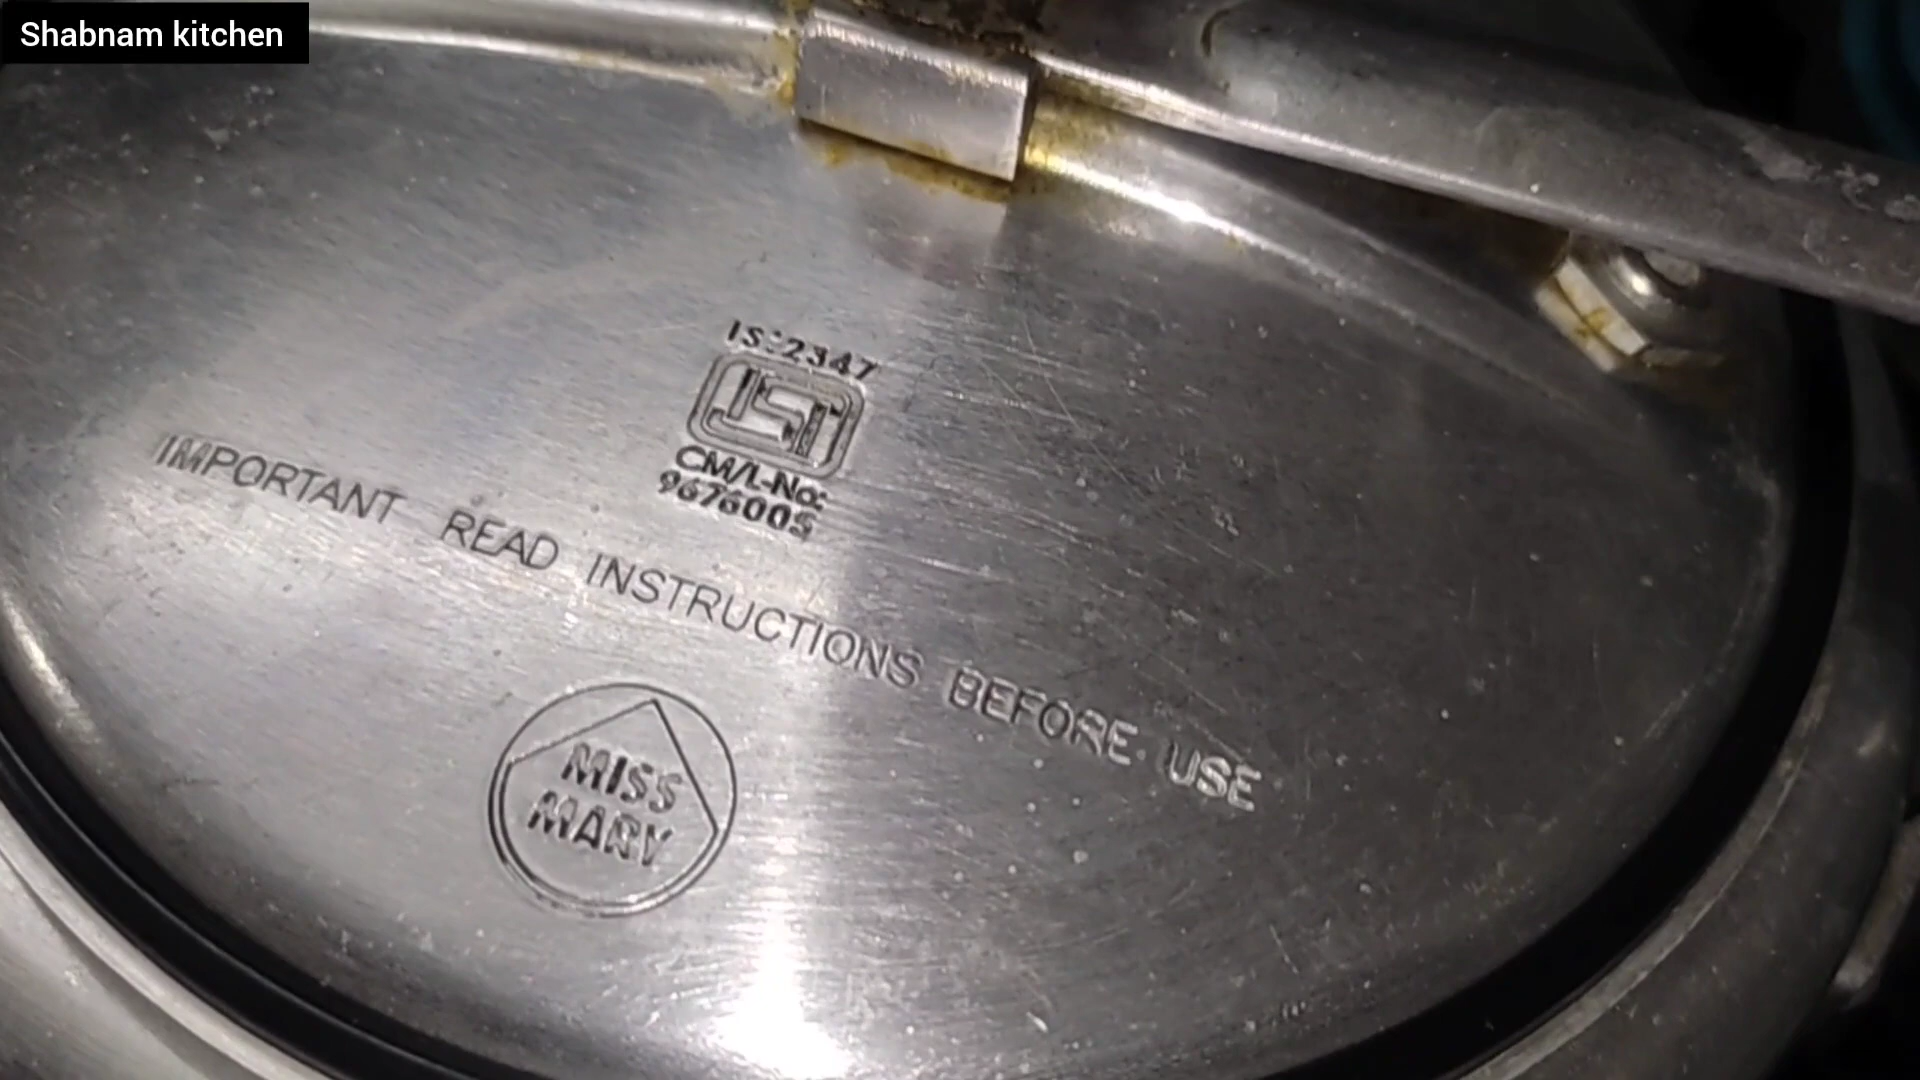 Shabnam kitchen
IS:2347
ISI
CM/L-No:
9676005
IMPORTANT READ INSTRUCTIONS BEFORE USE
MISS
MARY